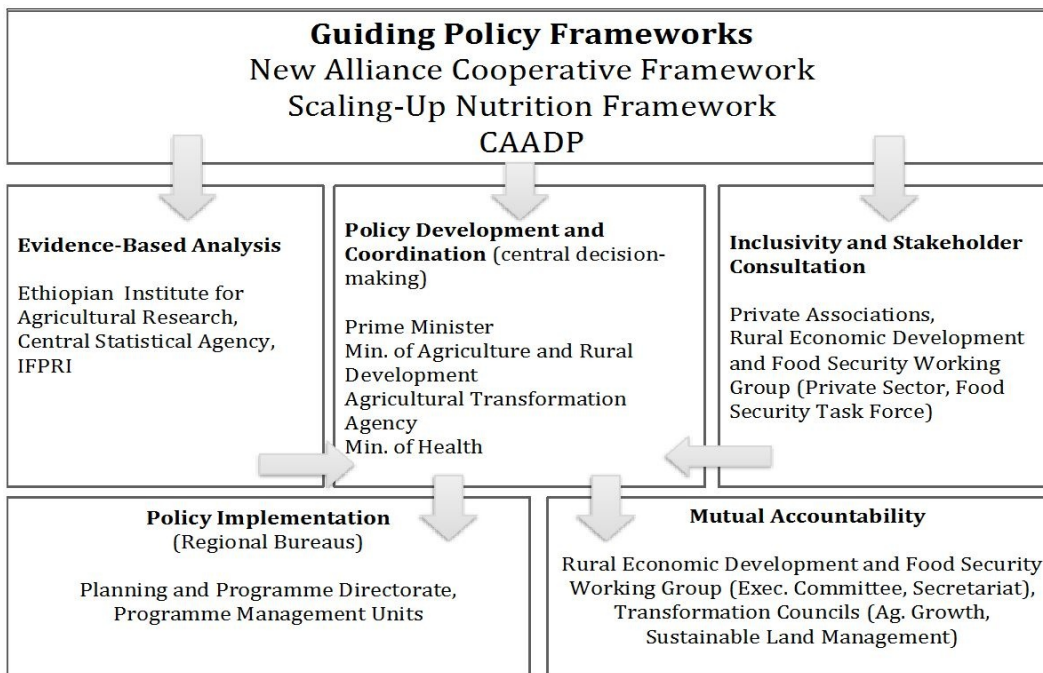 Guiding Policy Frameworks
New Alliance Cooperative Framework
Scaling-Up Nutrition Framework
CAADP
Evidence-Based Analysis
Ethiopian Institute for
Agricultural Research,
Central Statistical Agency,
IFPRI
Policy Development and
Coordination (central decision-
making)
Prime Minister
Min. of Agriculture and Rural
Development
Agricultural Transformation
Agency
Min. of Health
Inclusivity and Stakeholder
Consultation
Private Associations,
Rural Economic Development
and Food Security Working
Group (Private Sector, Food
Security Task Force)
Policy Implementation
(Regional Bureaus)
Planning and Programme Directorate,
Programme Management Units
Mutual Accountability
Rural Economic Development and Food Security
Working Group (Exec. Committee, Secretariat),
Transformation Councils (Ag. Growth,
Sustainable Land Management)